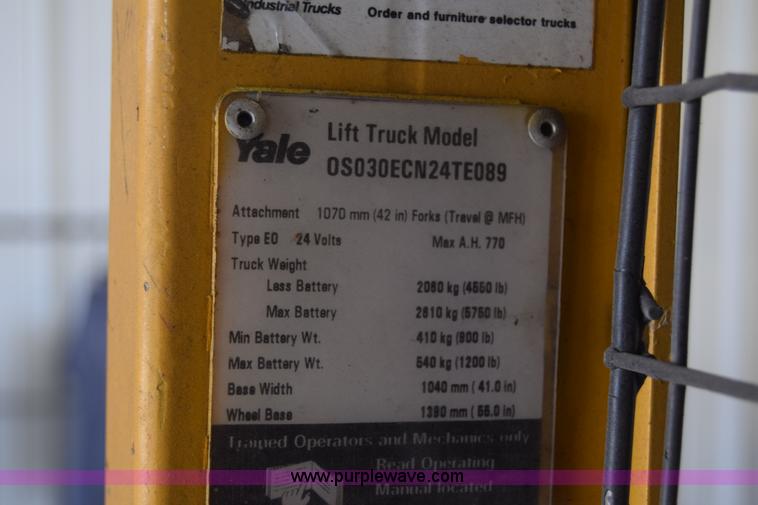 Industrial Trucks
Order and furniture selector trucks
Yale
Lift Truck Model
OS030ECN24TE089
Attachment 1070 mm (42 in) Forks (Travel @ MFH)
Type EO 24 Volts Max A.H. 770
Truck Weight
Less Battery 2060 kg (4550 lb)
Max Battery 2610 kg (5750 lb)
Min Battery Wt. 410 kg (900 lb)
Max Battery Wt. 540 kg (1200 lb)
Base Width 1040 mm (41.0 in)
Wheel Base 1390 mm (55.0 in)
Trained Operators and Mechanics only
Read Operating
Manual located
www.purplewave.com